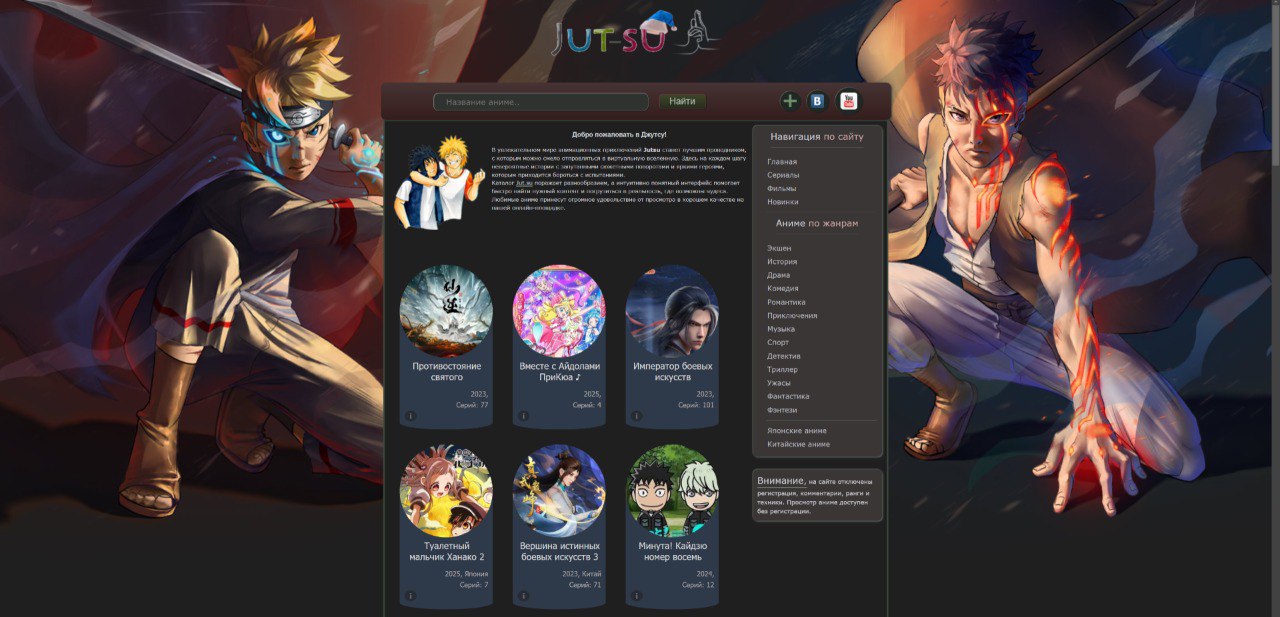 JUT-SU
Название аниме..
Найти
B
You
Tube
Добро пожаловать в Джутсу!
В увлекательном мире анимационных приключений Jutsu станет лучшим проводником,
с которым можно смело отправляться в виртуальную вселенную. Здесь на каждом шагу
невероятные истории с запутанными сюжетными поворотами и яркими героями,
которым приходится бороться с испытаниями.
Каталог Jut.su поражает разнообразием, а интуитивно понятный интерфейс помогает
быстро найти нужный контент и погрузиться в реальность, где возможны чудеса.
Любимые аниме принесут огромное удовольствие от просмотра в хорошем качестве на
нашей онлайн-площадке.
Противостояние
святого
2023,
Серий: 77
Вместе с Айдолами
ПриКюа ♪
2025,
Серий: 4
Император боевых
искусств
2023,
Серий: 101
Туалетный
мальчик Ханако 2
2025, Япония
Серий: 7
Вершина истинных
боевых искусств 3
2023, Китай
Серий: 71
Минута! Кайдзю
номер восемь
2024,
Серий: 12
Навигация по сайту
Главная
Сериалы
Фильмы
Новинки
Аниме по жанрам
Экшен
История
Драма
Комедия
Романтика
Приключения
Музыка
Спорт
Детектив
Триллер
Ужасы
Фантастика
Фэнтези
Японские аниме
Китайские аниме
Внимание, на сайте отключены
регистрация, комментарии, ранги и
техники. Просмотр аниме доступен
без регистрации.